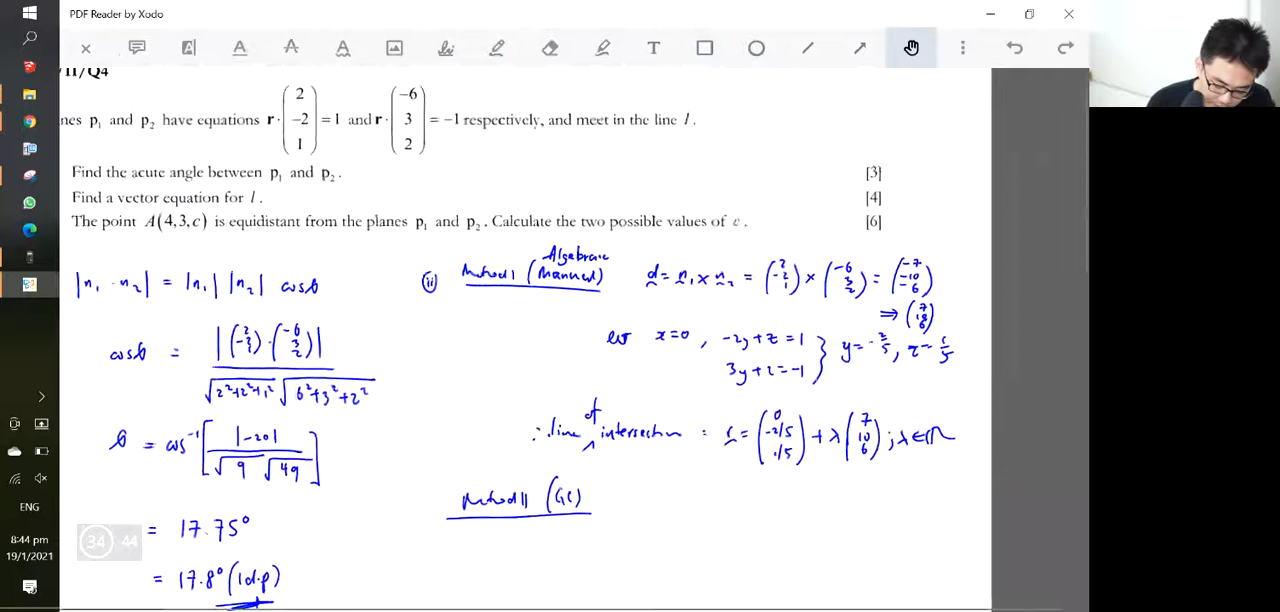 PDF Reader by Xodo
/II/Q4
nes p₁ and p₂ have equations r·(2 −2 1) = 1 and r·(−6 3 2) = −1 respectively, and meet in the line l.
Find the acute angle between p₁ and p₂. [3]
Find a vector equation for l. [4]
The point A(4,3,c) is equidistant from the planes p₁ and p₂. Calculate the two possible values of c. [6]
|n₁ · n₂| = |n₁| |n₂| cosθ
cosθ = |(2 -2 1)·(-6 3 2)| / √2²+2²+1² √6²+3²+2²
θ = cos⁻¹[|-20| / √9 √49]
= 17.75°
= 17.8° (1d.p)
(ii) Method 1 (Algebraic Manual)
d = n₁ × n₂ = (2 -2 1) × (-6 3 2) = (-7 -10 -6)
⇒ (7 10 6)
let x=0, -2y+z=1
3y+2z=-1 } y=-2/5, z=1/5
∴ line of intersection : r = (0 -2/5 1/5) + λ(7 10 6) ; λ∈ℝ
Method 11 (GC)
ENG
8:44 pm
19/1/2021
34 44